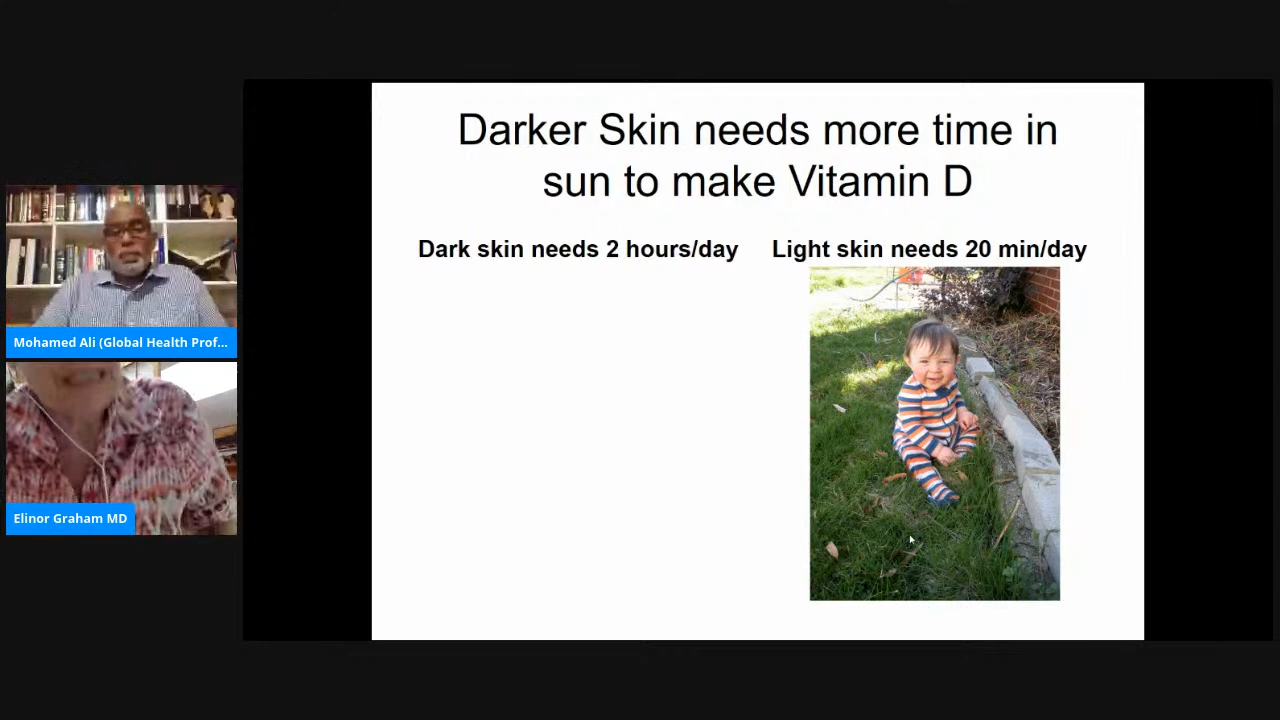 Darker Skin needs more time in
sun to make Vitamin D
Dark skin needs 2 hours/day
Light skin needs 20 min/day
Mohamed Ali (Global Health Prof...
Elinor Graham MD